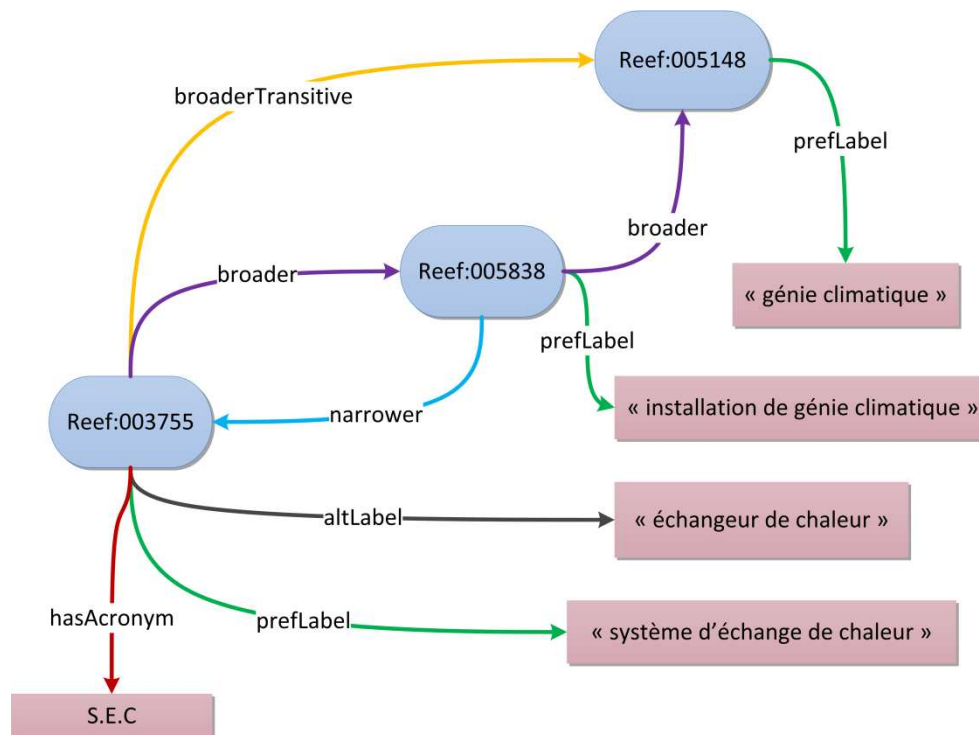 Reef:005148
broaderTransitive
prefLabel
broader
broader
Reef:005838
« génie climatique »
prefLabel
narrower
« installation de génie climatique »
Reef:003755
altLabel
« échangeur de chaleur »
hasAcronym
prefLabel
« système d’échange de chaleur »
S.E.C